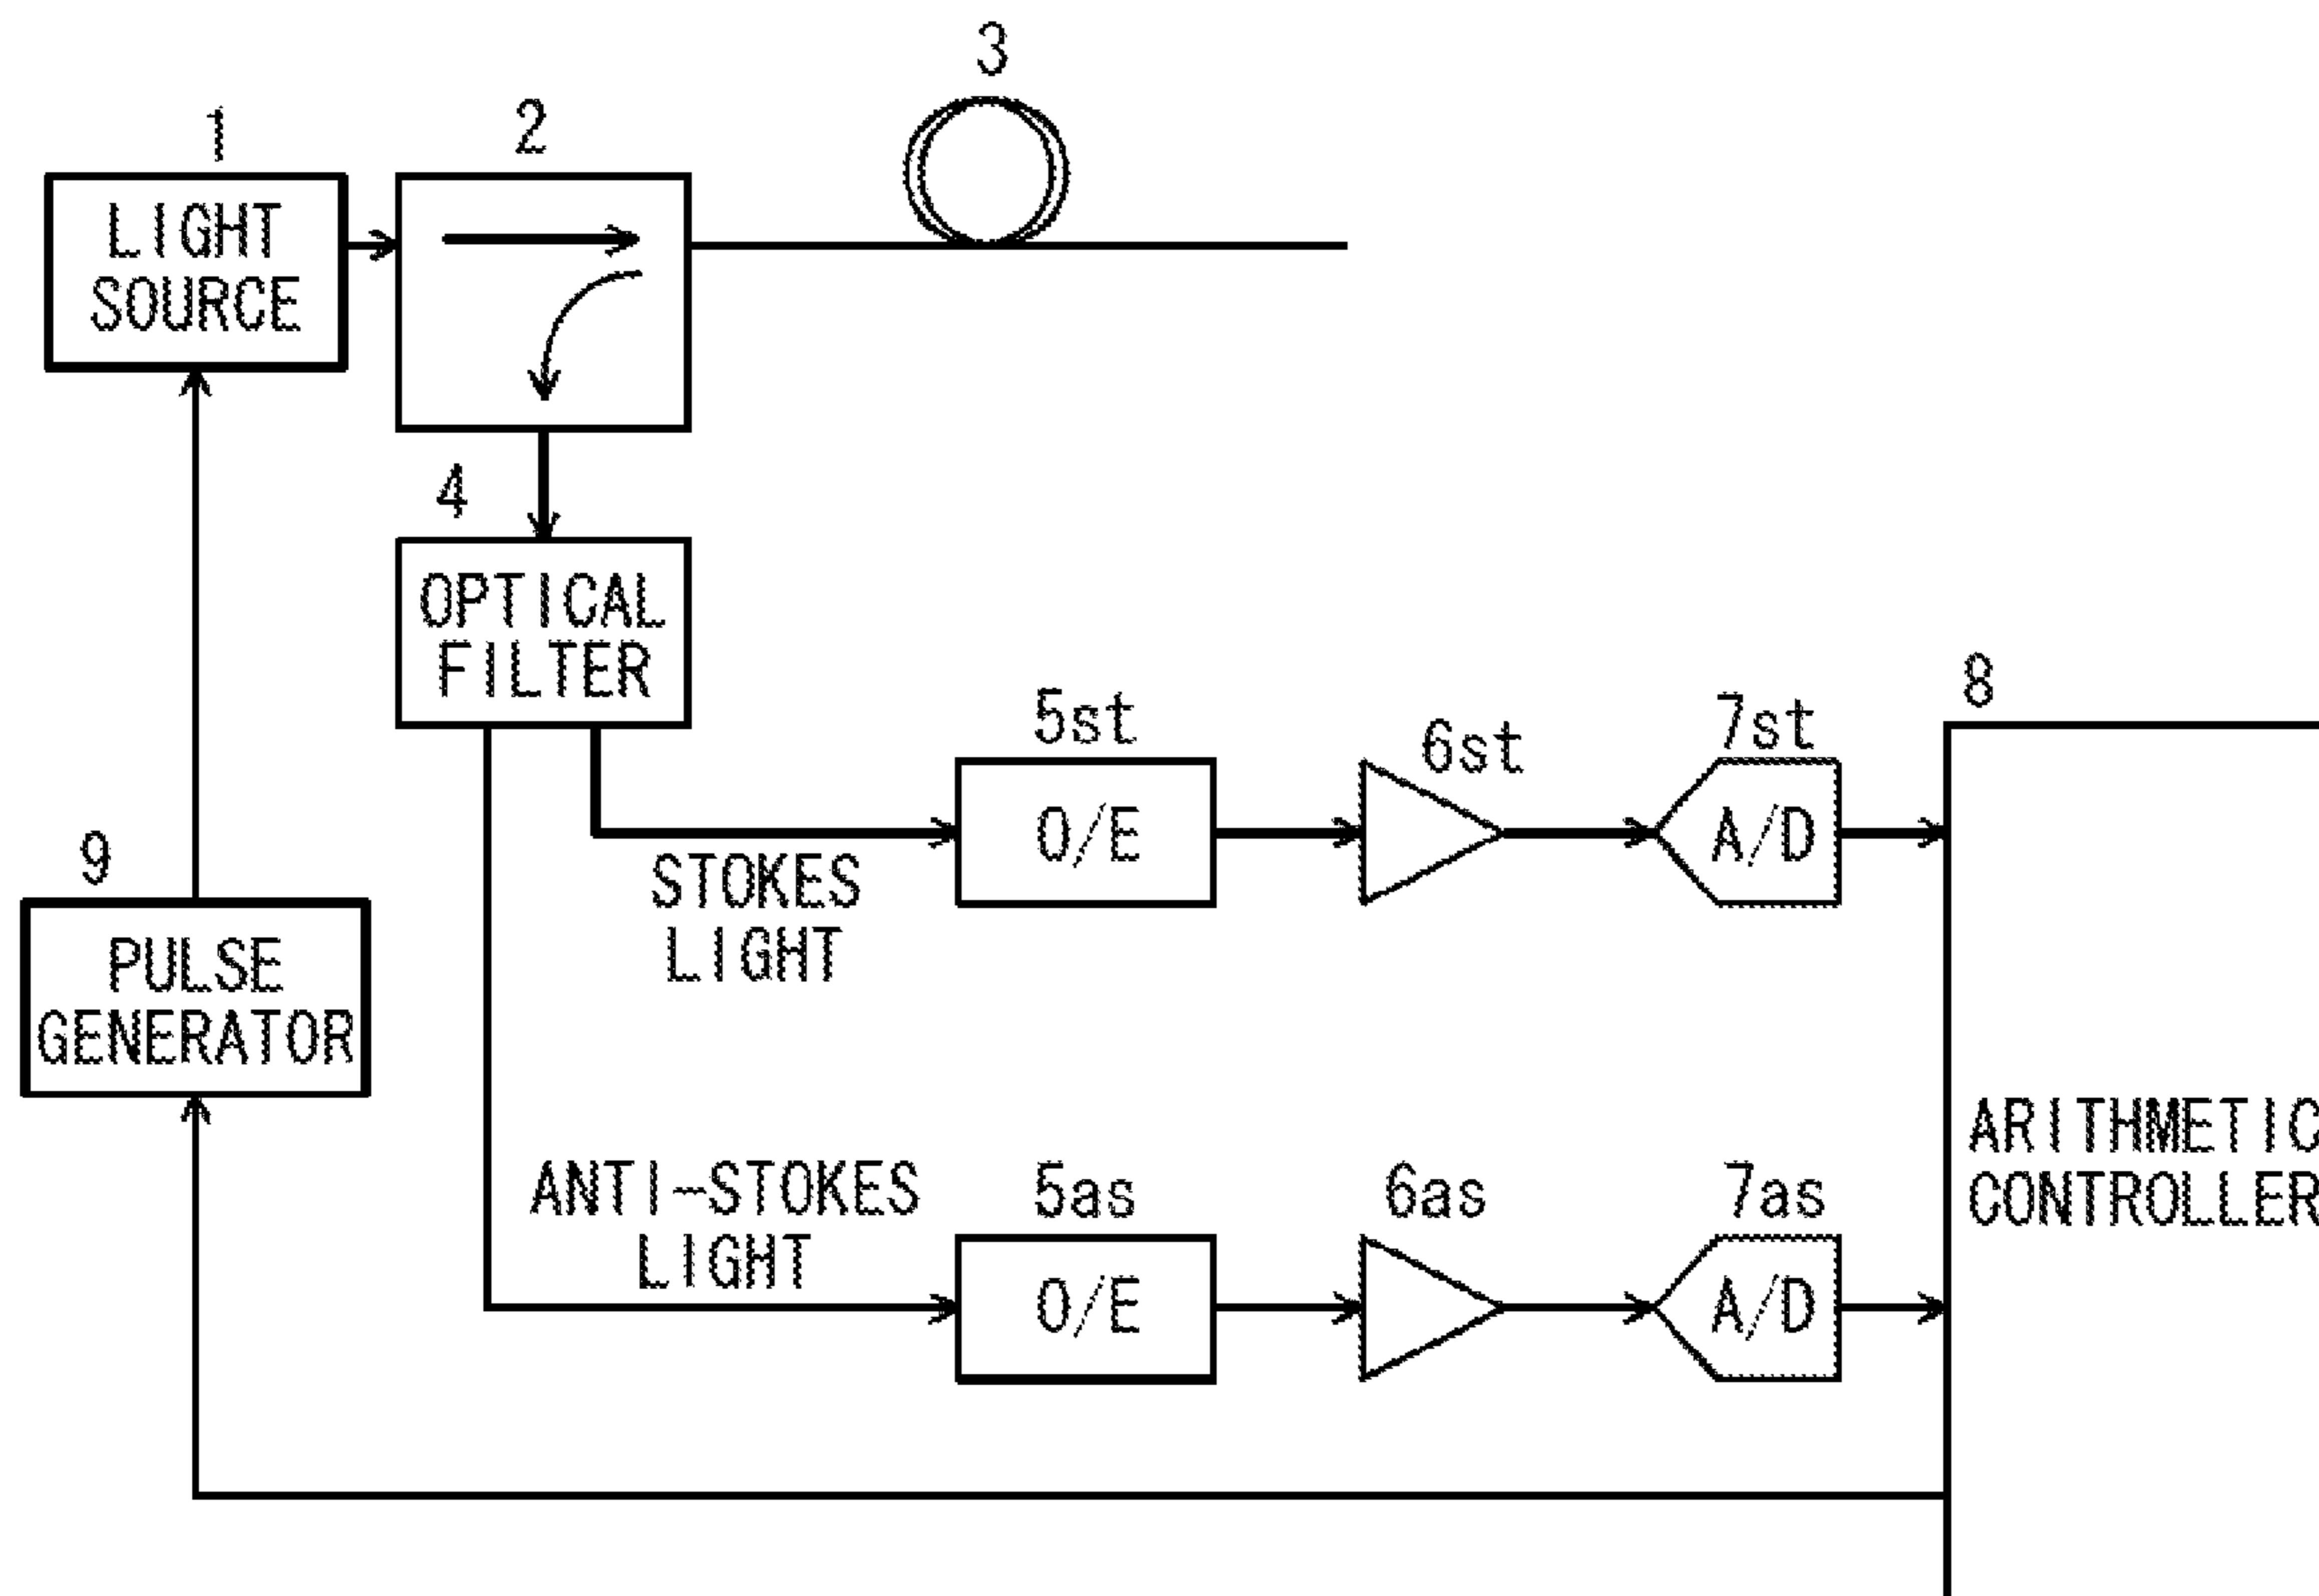 3
1
2
LIGHT
SOURCE
4
OPTICAL
FILTER
5st
6st
7st
8
O/E
A/D
9
STOKES
LIGHT
PULSE
GENERATOR
ARITHMETIC
CONTROLLER
ANTI-STOKES
LIGHT
5as
6as
7as
O/E
A/D